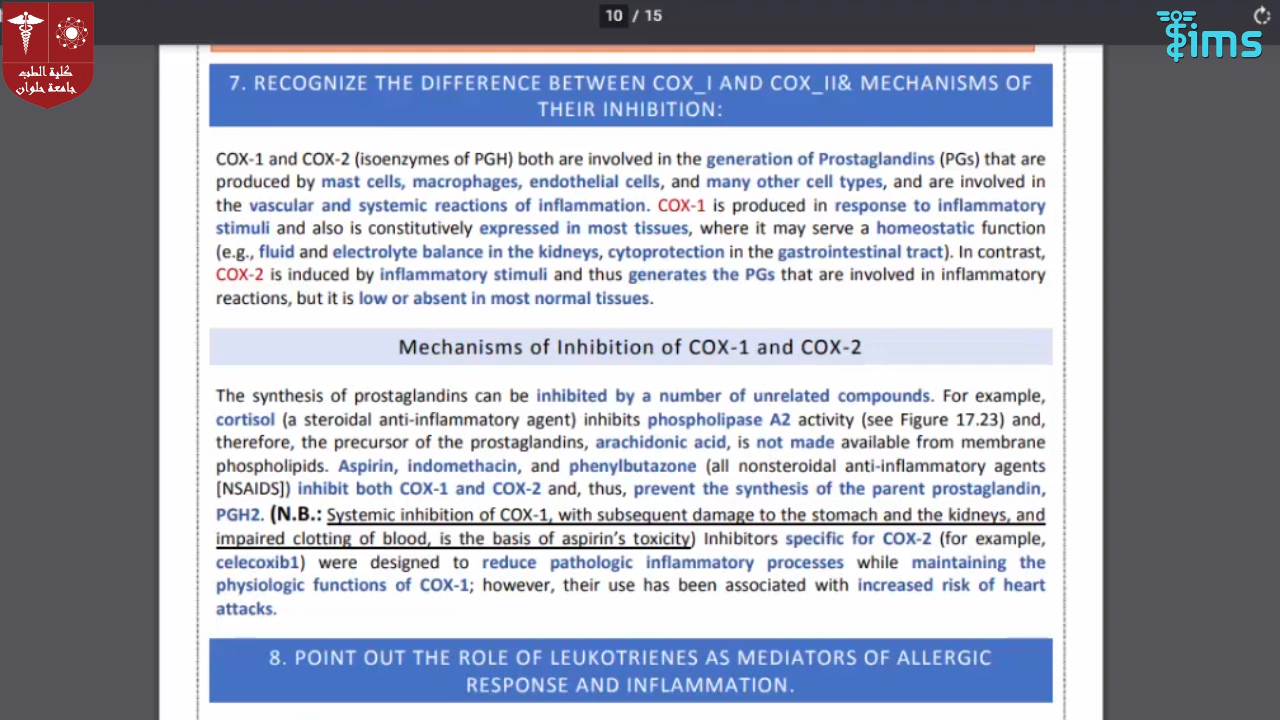 10 / 15
كلية الطب
جامعة حلوان
ims
7. RECOGNIZE THE DIFFERENCE BETWEEN COX_I AND COX_II& MECHANISMS OF
THEIR INHIBITION:
COX-1 and COX-2 (isoenzymes of PGH) both are involved in the generation of Prostaglandins (PGs) that are
produced by mast cells, macrophages, endothelial cells, and many other cell types, and are involved in
the vascular and systemic reactions of inflammation. COX-1 is produced in response to inflammatory
stimuli and also is constitutively expressed in most tissues, where it may serve a homeostatic function
(e.g., fluid and electrolyte balance in the kidneys, cytoprotection in the gastrointestinal tract). In contrast,
COX-2 is induced by inflammatory stimuli and thus generates the PGs that are involved in inflammatory
reactions, but it is low or absent in most normal tissues.
Mechanisms of Inhibition of COX-1 and COX-2
The synthesis of prostaglandins can be inhibited by a number of unrelated compounds. For example,
cortisol (a steroidal anti-inflammatory agent) inhibits phospholipase A2 activity (see Figure 17.23) and,
therefore, the precursor of the prostaglandins, arachidonic acid, is not made available from membrane
phospholipids. Aspirin, indomethacin, and phenylbutazone (all nonsteroidal anti-inflammatory agents
[NSAIDS]) inhibit both COX-1 and COX-2 and, thus, prevent the synthesis of the parent prostaglandin,
PGH2. (N.B.: Systemic inhibition of COX-1, with subsequent damage to the stomach and the kidneys, and
impaired clotting of blood, is the basis of aspirin's toxicity) Inhibitors specific for COX-2 (for example,
celecoxib1) were designed to reduce pathologic inflammatory processes while maintaining the
physiologic functions of COX-1; however, their use has been associated with increased risk of heart
attacks.
8. POINT OUT THE ROLE OF LEUKOTRIENES AS MEDIATORS OF ALLERGIC
RESPONSE AND INFLAMMATION.